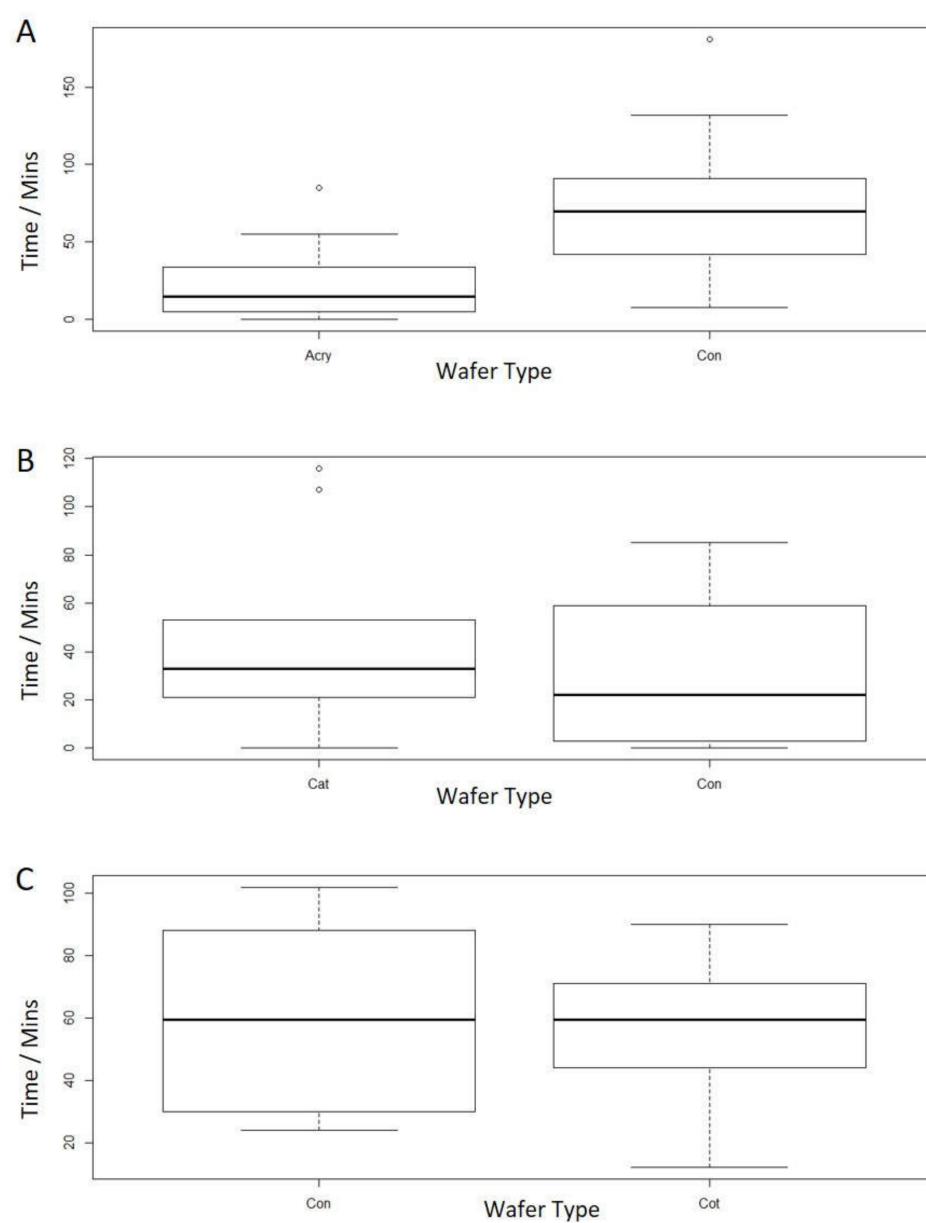 A
Time / Mins
150
100
50
0
Acry
Con
Wafer Type
B
Time / Mins
120
100
80
60
40
20
0
Cat
Con
Wafer Type
C
Time / Mins
100
80
60
40
20
Con
Cot
Wafer Type